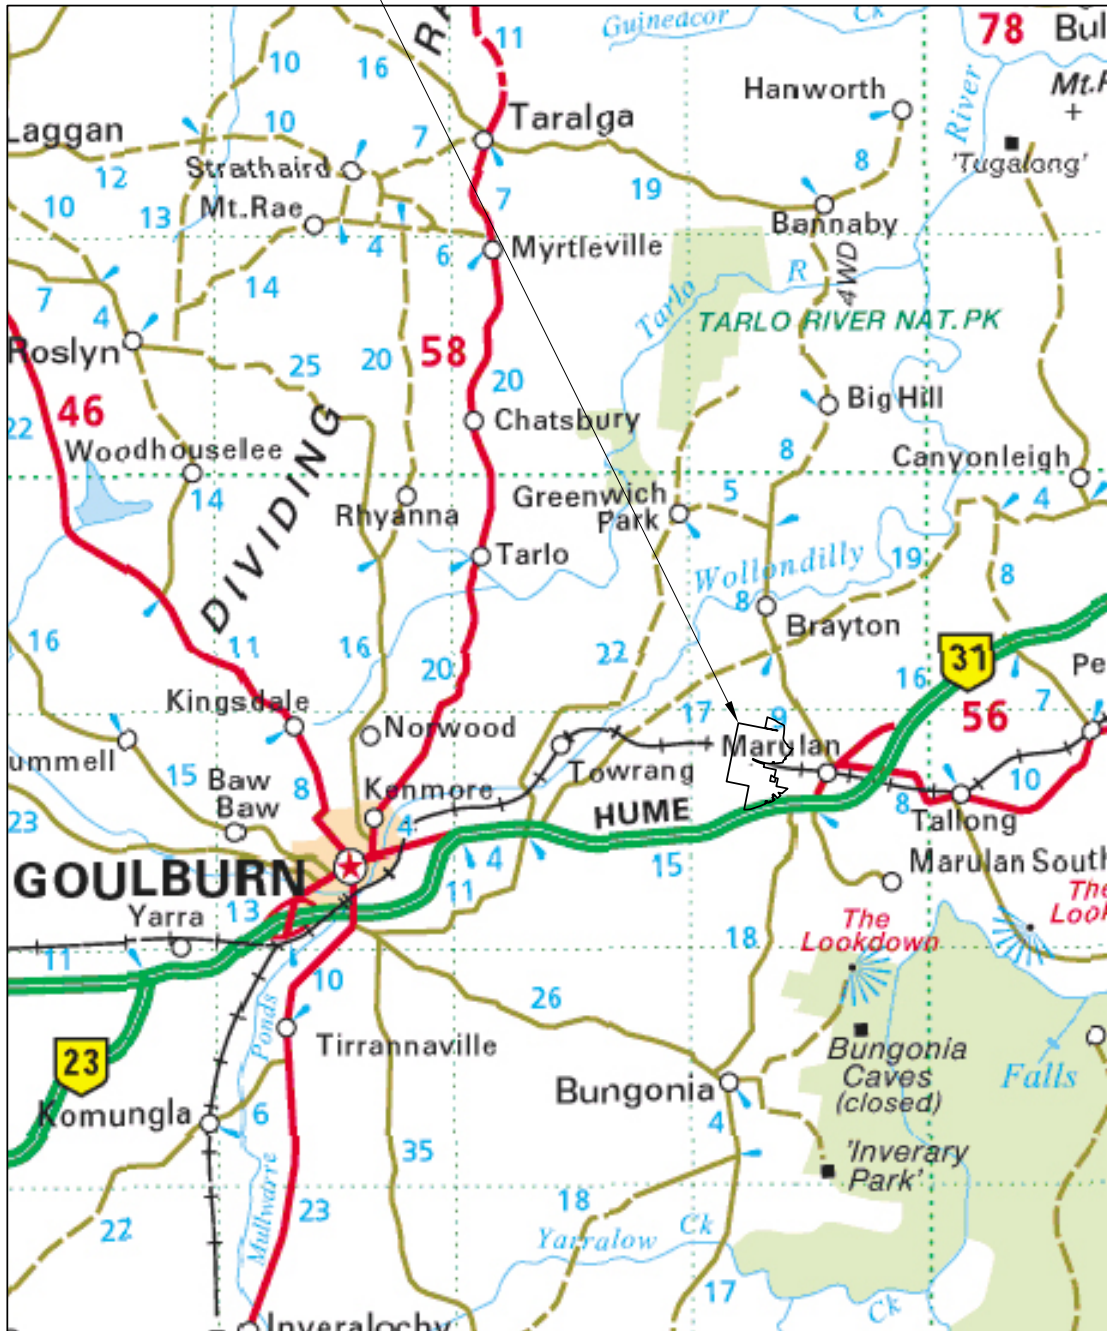 Guinedcor
Ck
78
Bul
RA
11
10
16
River
Hanworth
Mt.
Laggan
10
7
Taralga
8
'Tugalong'
12
Strathaird
19
10
13
Mt.Rae
7
Bannaby
4
6
Myrtleville
4WD
7
14
R
4
Tarlo
TARLO RIVER NAT. PK
Roslyn
25
20
58
20
22
46
Chatsbury
Big Hill
Woodhouselee
8
Canyonleigh
DIVIDING
14
Greenwich
Park
5
4
Rhyanna
Tarlo
Wollondilly
19
8
8
Brayton
16
11
16
20
22
31
16
Pe
7
Kingsdale
17
9
56
Norwood
ummell
Marulan
15
Baw
Baw
8
Kenmore
Towrang
10
23
4
HUME
8
Tallong
GOULBURN
4
15
Marulan South
11
The
Look
Yarra
13
The
Lookdown
11
18
10
26
Ponds
Tirrannaville
Bungonia
Caves
(closed)
23
Bungonia
Falls
Komungla
6
4
35
'Inverary
Park'
Mullwarre
23
18
22
Yarralow
Ck
17
Ck
Inveralochy